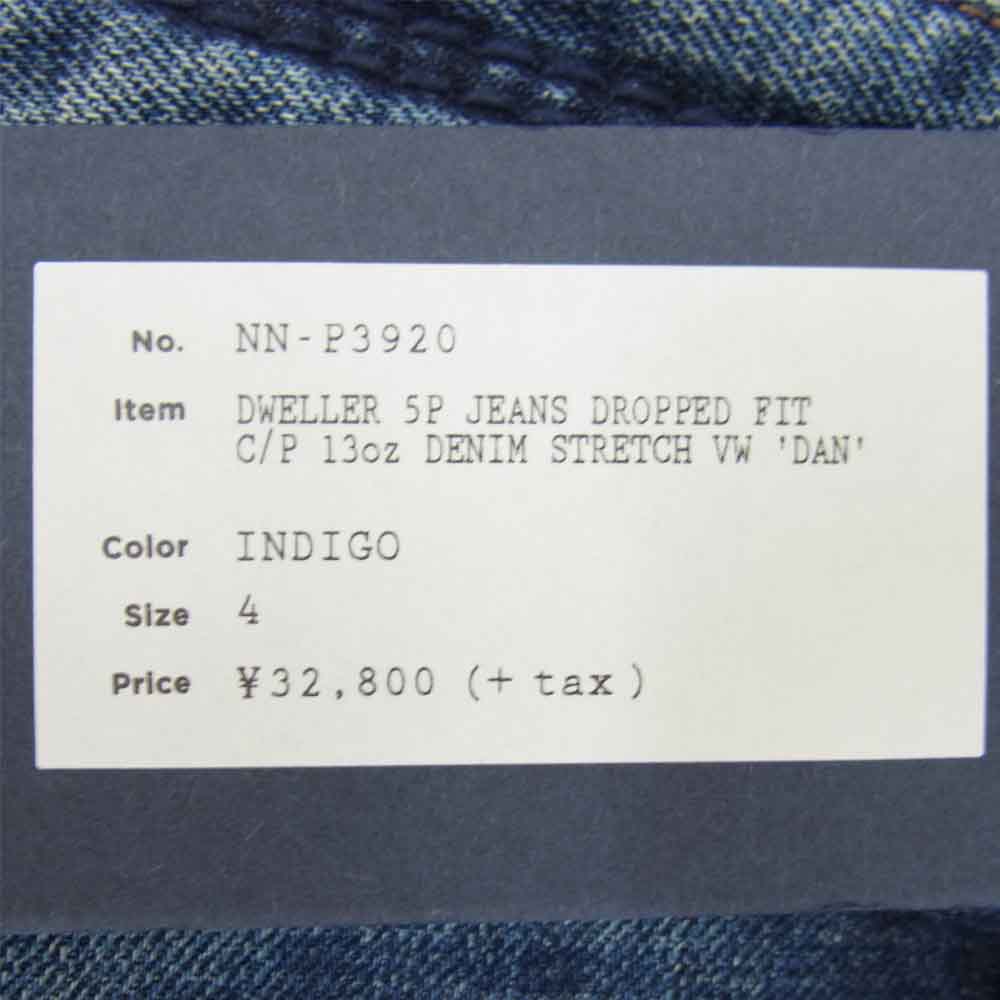 No. NN-P3920
Item DWELLER 5P JEANS DROPPED FIT
C/P 13oz DENIM STRETCH VW 'DAN'
Color INDIGO
Size 4
Price ¥32,800 (+ tax)